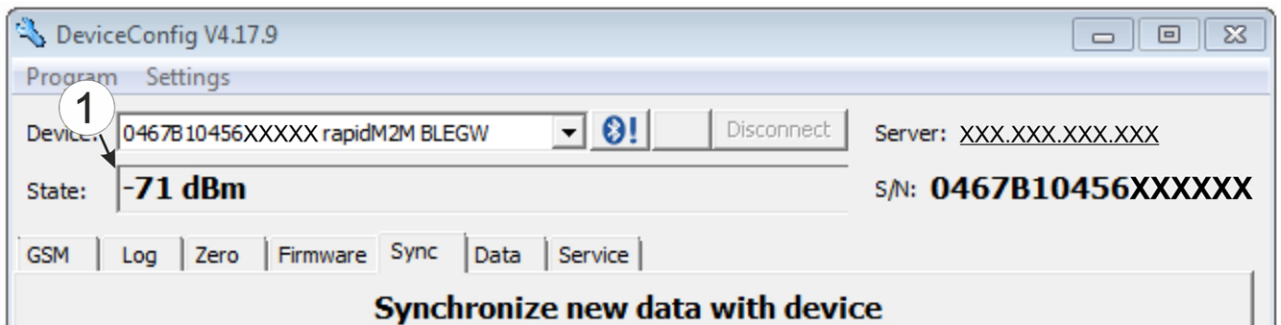 DeviceConfig V4.17.9
Program Settings
1
Device: 0467B10456XXXXX rapidM2M BLEGW Disconnect Server: XXX.XXX.XXX.XXX
State: -71 dBm S/N: 0467B10456XXXXXX
GSM Log Zero Firmware Sync Data Service
Synchronize new data with device